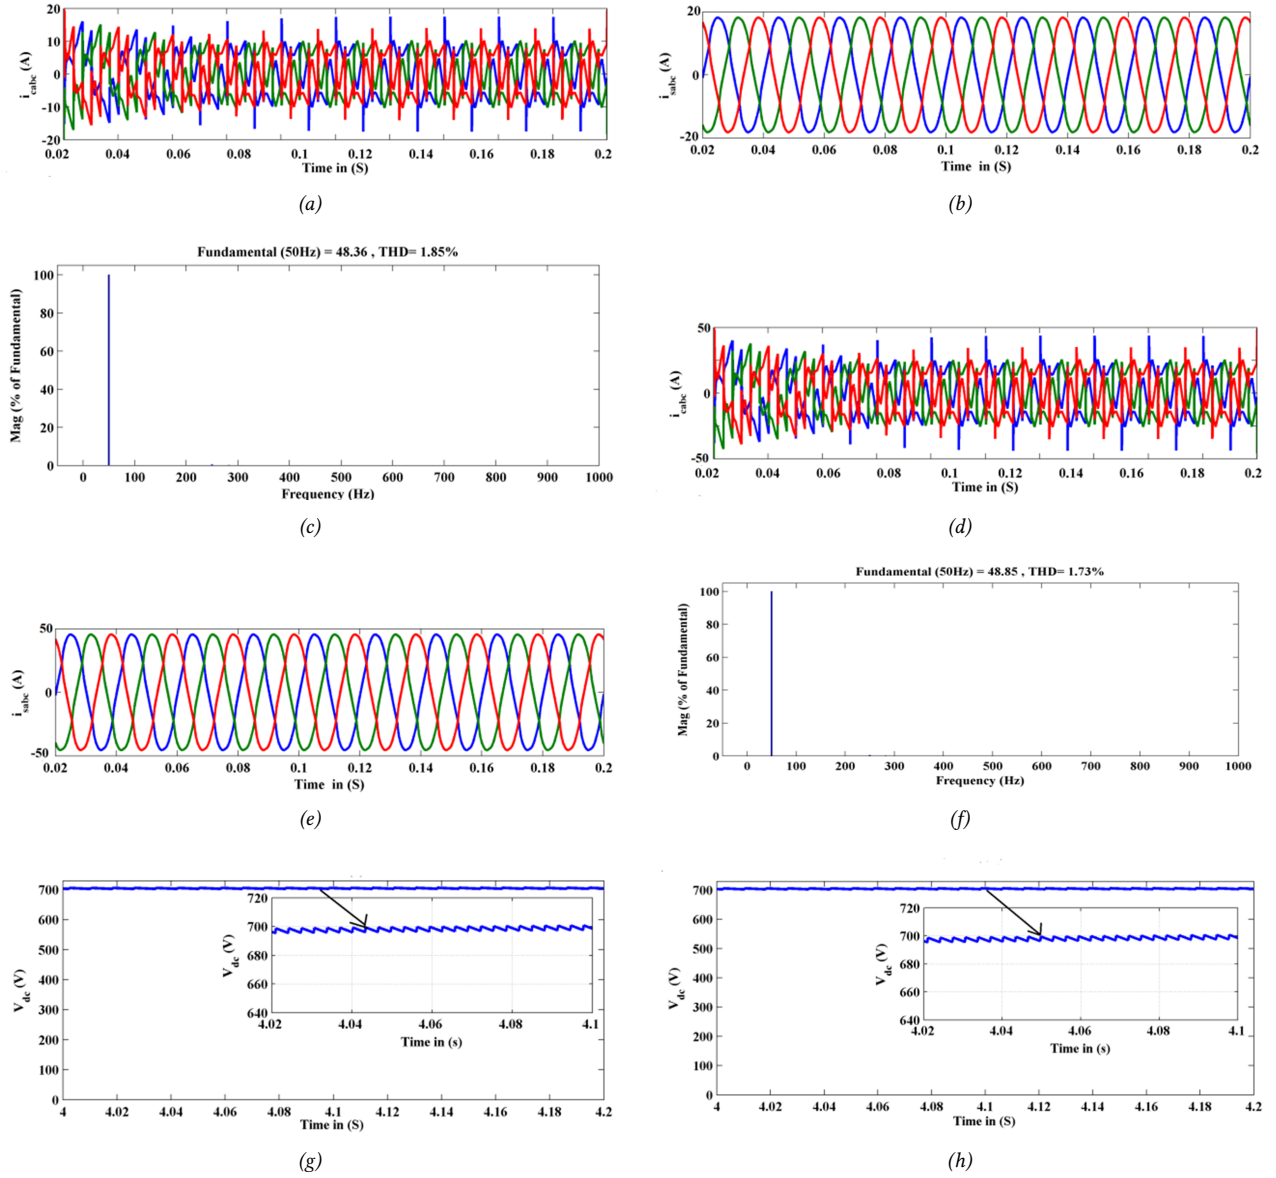 20
10
0
-10
-20
i_cabc (A)
0.02 0.04 0.06 0.08 0.1 0.12 0.14 0.16 0.18 0.2
Time in (S)
(a)
20
0
-20
i_sabc (A)
0.02 0.04 0.06 0.08 0.1 0.12 0.14 0.16 0.18 0.2
Time in (S)
(b)
Fundamental (50Hz) = 48.36 , THD= 1.85%
100
80
60
40
20
0
Mag (% of Fundamental)
0 100 200 300 400 500 600 700 800 900 1000
Frequency (Hz)
(c)
50
0
-50
i_cabc (A)
0.02 0.04 0.06 0.08 0.1 0.12 0.14 0.16 0.18 0.2
Time in (S)
(d)
50
0
-50
i_sabc (A)
0.02 0.04 0.06 0.08 0.1 0.12 0.14 0.16 0.18 0.2
Time in (S)
(e)
Fundamental (50Hz) = 48.85 , THD= 1.73%
100
80
60
40
20
0
Mag (% of Fundamental)
0 100 200 300 400 500 600 700 800 900 1000
Frequency (Hz)
(f)
700
600
500
400
300
200
100
0
V_dc (V)
720
700
680
660
640
V_dc (V)
4.02 4.04 4.06 4.08 4.1
Time in (s)
4 4.02 4.04 4.06 4.08 4.1 4.12 4.14 4.16 4.18 4.2
Time in (S)
(g)
700
600
500
400
300
200
100
0
V_dc (V)
720
700
680
660
640
V_dc (V)
4.02 4.04 4.06 4.08 4.1
Time in (s)
4 4.02 4.04 4.06 4.08 4.1 4.12 4.14 4.16 4.18 4.2
Time in (S)
(h)